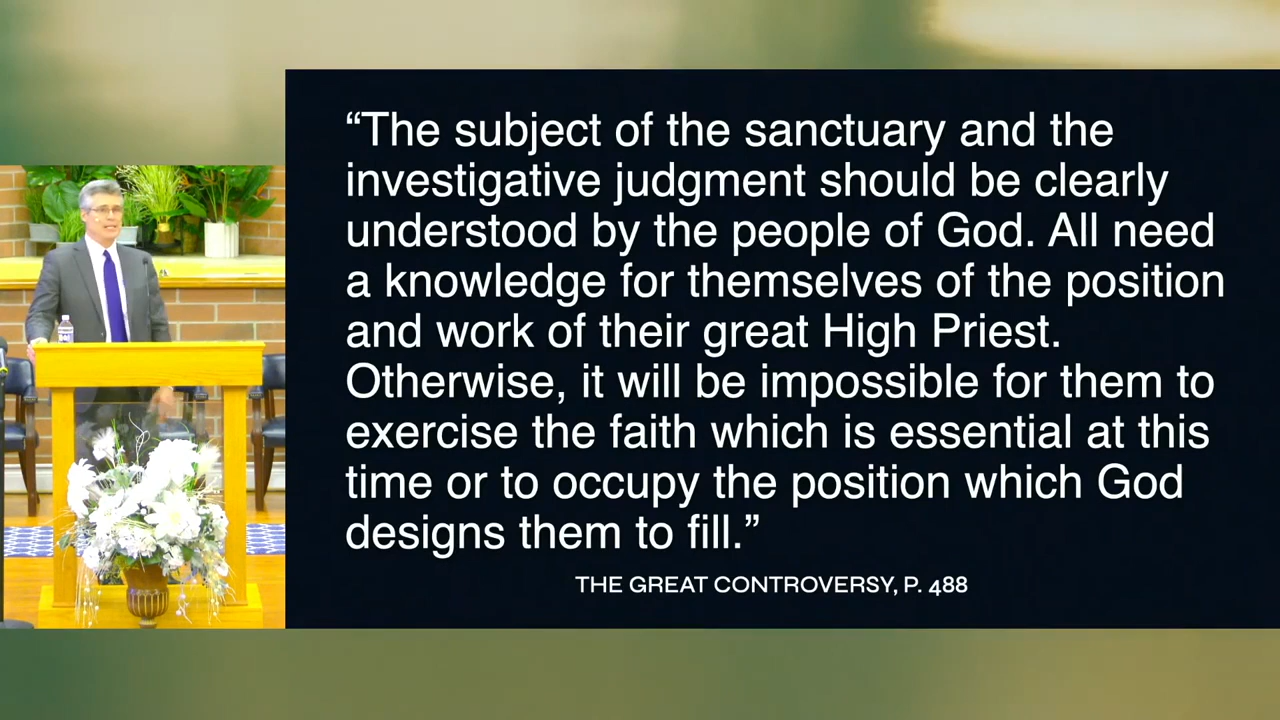 “The subject of the sanctuary and the
investigative judgment should be clearly
understood by the people of God. All need
a knowledge for themselves of the position
and work of their great High Priest.
Otherwise, it will be impossible for them to
exercise the faith which is essential at this
time or to occupy the position which God
designs them to fill.”
THE GREAT CONTROVERSY, P. 488